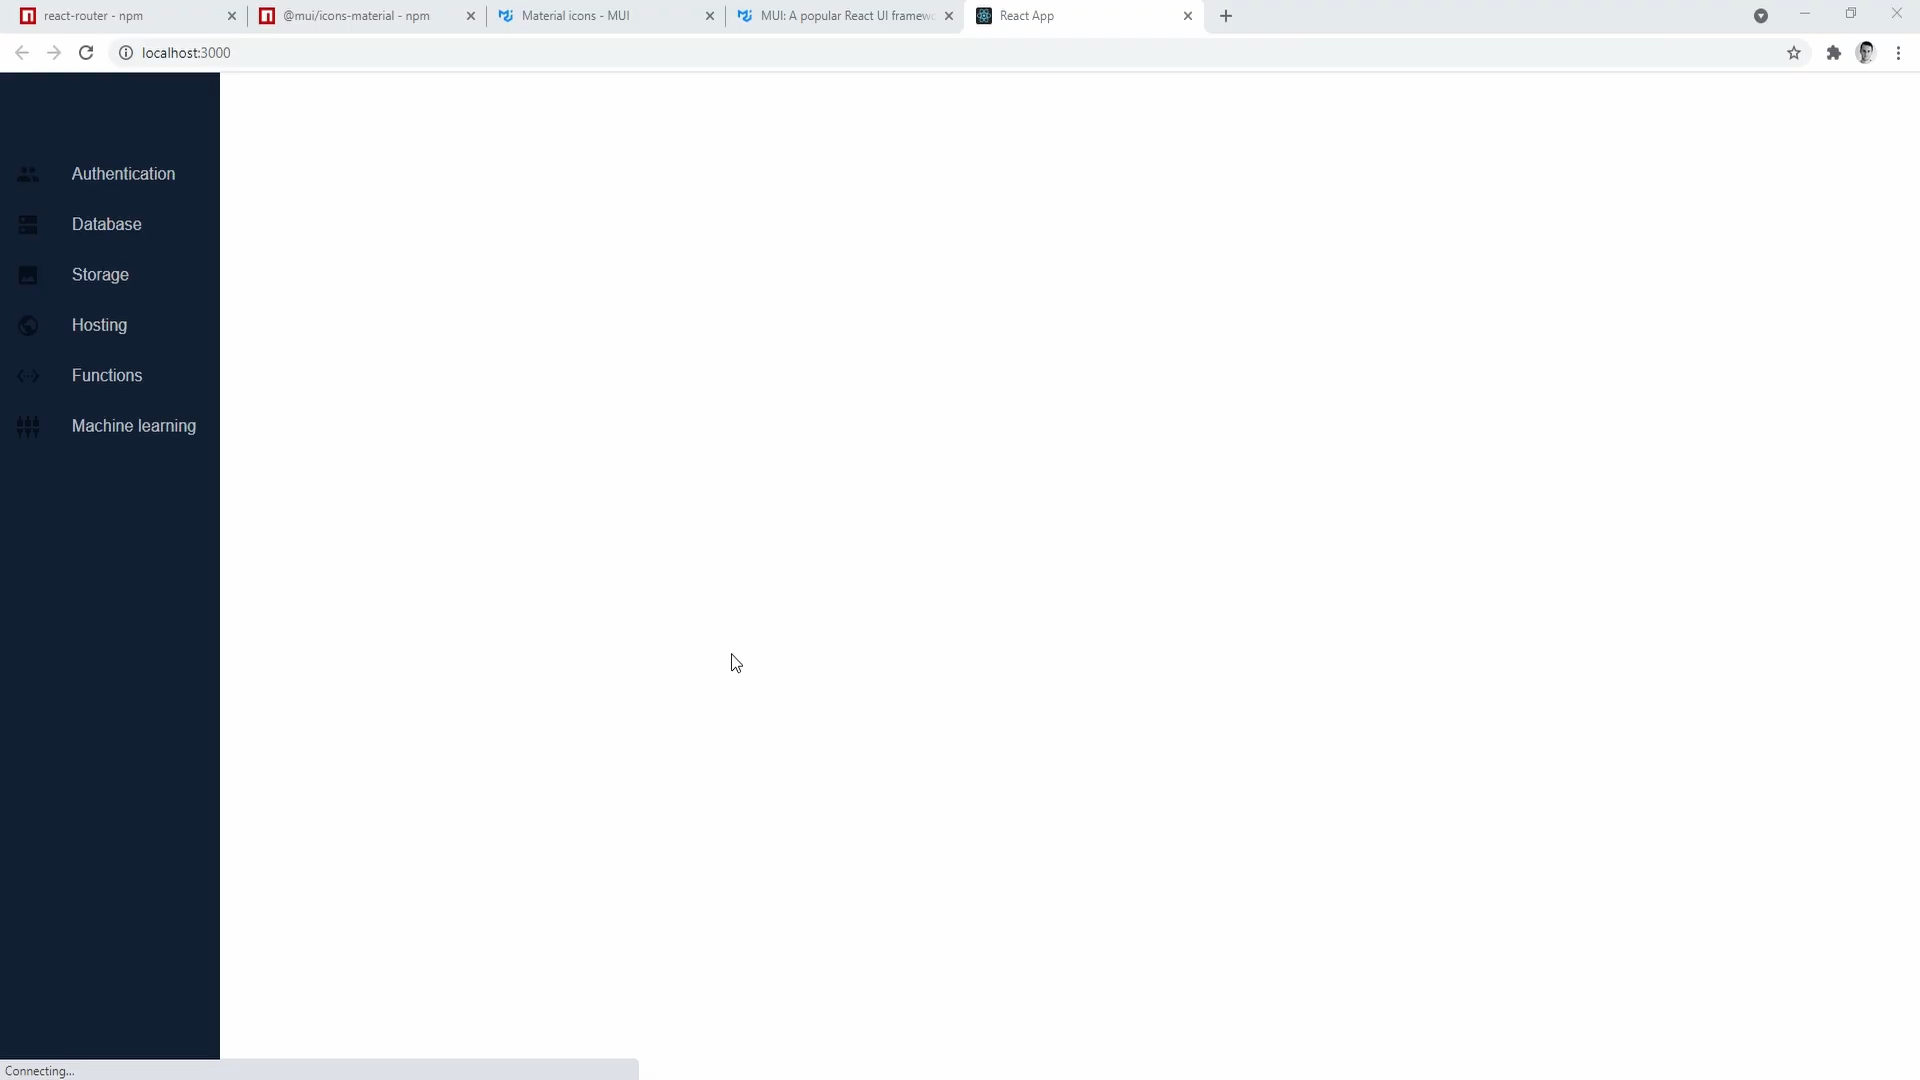 react-router - npm
@mui/icons-material - npm
Material icons - MUI
MUI: A popular React UI framewo
React App
localhost:3000
Authentication
Database
Storage
Hosting
Functions
Machine learning
Connecting...